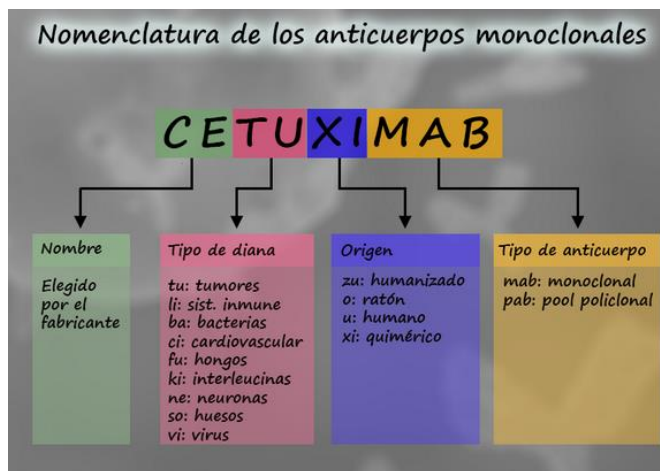 Nomenclatura de los anticuerpos monoclonales
CETUXIMAB
Nombre
Elegido
por el
fabricante
Tipo de diana
tu: tumores
li: sist. inmune
ba: bacterias
ci: cardiovascular
fu: hongos
ki: interleucinas
ne: neuronas
so: huesos
vi: virus
Origen
zu: humanizado
o: ratón
u: humano
xi: quimérico
Tipo de anticuerpo
mab: monoclonal
pab: pool policlonal